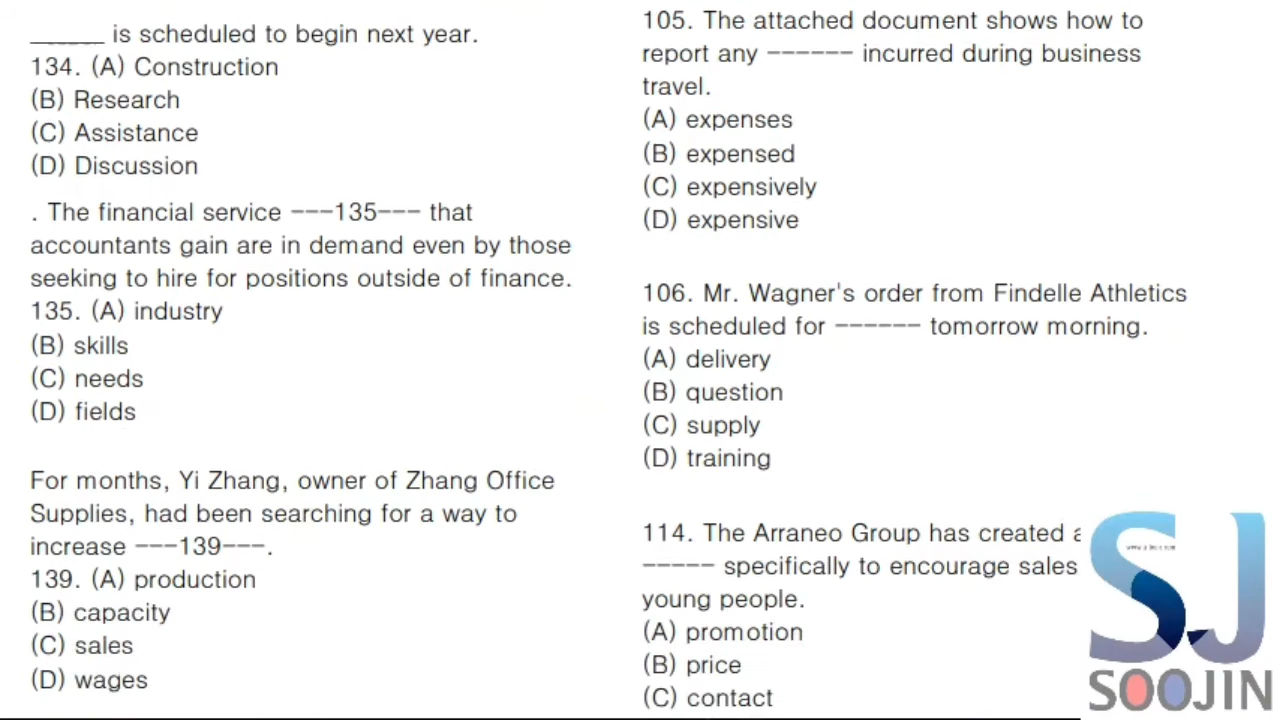 ______ is scheduled to begin next year.
134. (A) Construction
(B) Research
(C) Assistance
(D) Discussion
. The financial service ---135--- that
accountants gain are in demand even by those
seeking to hire for positions outside of finance.
135. (A) industry
(B) skills
(C) needs
(D) fields
For months, Yi Zhang, owner of Zhang Office
Supplies, had been searching for a way to
increase ---139---.
139. (A) production
(B) capacity
(C) sales
(D) wages
105. The attached document shows how to
report any ------ incurred during business
travel.
(A) expenses
(B) expensed
(C) expensively
(D) expensive
106. Mr. Wagner's order from Findelle Athletics
is scheduled for ------ tomorrow morning.
(A) delivery
(B) question
(C) supply
(D) training
114. The Arraneo Group has created
----- specifically to encourage sales
young people.
(A) promotion
(B) price
(C) contact
SJ
SOOJIN